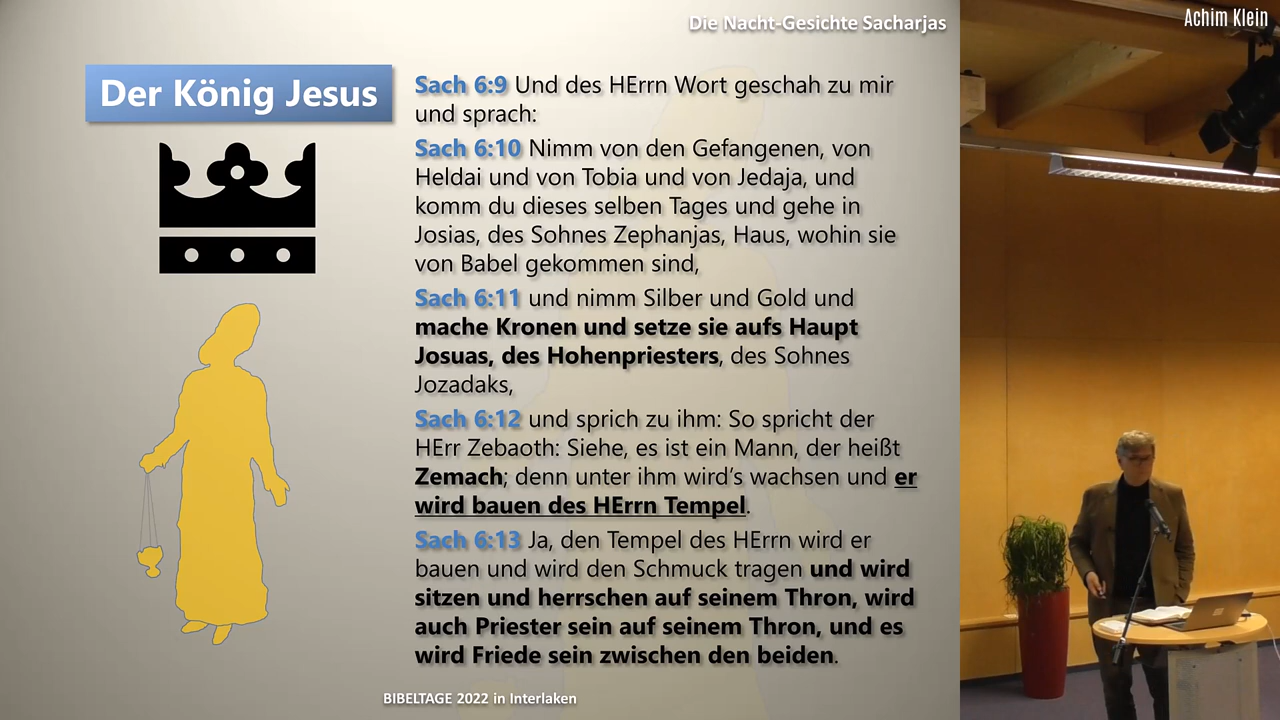 Die Nacht-Gesichte Sacharjas
Achim Klein
Der König Jesus
Sach 6:9 Und des HErrn Wort geschah zu mir
und sprach:
Sach 6:10 Nimm von den Gefangenen, von
Heldai und von Tobia und von Jedaja, und
komm du dieses selben Tages und gehe in
Josias, des Sohnes Zephanjas, Haus, wohin sie
von Babel gekommen sind,
Sach 6:11 und nimm Silber und Gold und
mache Kronen und setze sie aufs Haupt
Josuas, des Hohenpriesters, des Sohnes
Jozadaks,
Sach 6:12 und sprich zu ihm: So spricht der
HErr Zebaoth: Siehe, es ist ein Mann, der heißt
Zemach; denn unter ihm wird’s wachsen und er
wird bauen des HErrn Tempel.
Sach 6:13 Ja, den Tempel des HErrn wird er
bauen und wird den Schmuck tragen und wird
sitzen und herrschen auf seinem Thron, wird
auch Priester sein auf seinem Thron, und es
wird Friede sein zwischen den beiden.
BIBELTAGE 2022 in Interlaken